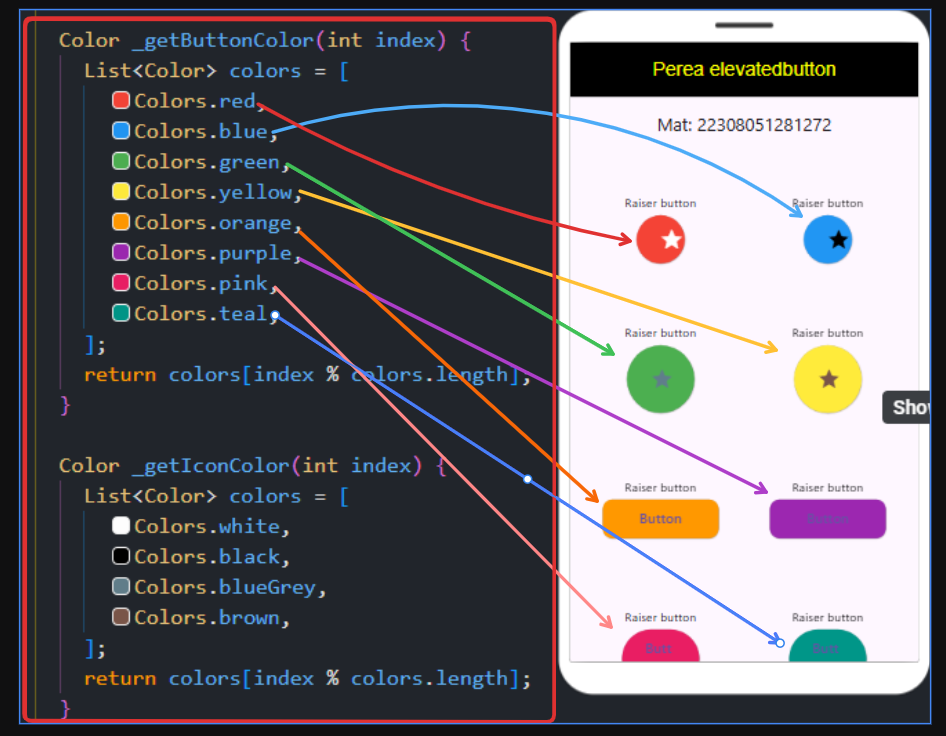 Color _getButtonColor(int index) {
List<Color> colors = [
Colors.red,
Colors.blue,
Colors.green,
Colors.yellow,
Colors.orange,
Colors.purple,
Colors.pink,
Colors.teal,
];
return colors[index % colors.length];
}
Color _getIconColor(int index) {
List<Color> colors = [
Colors.white,
Colors.black,
Colors.blueGrey,
Colors.brown,
];
return colors[index % colors.length];
}
Perea elevatedbutton
Mat: 22308051281272
Raiser button Raiser button
Raiser button Raiser button
Show
Raiser button Raiser button
Button Button
Raiser button Raiser button
Butt Butt